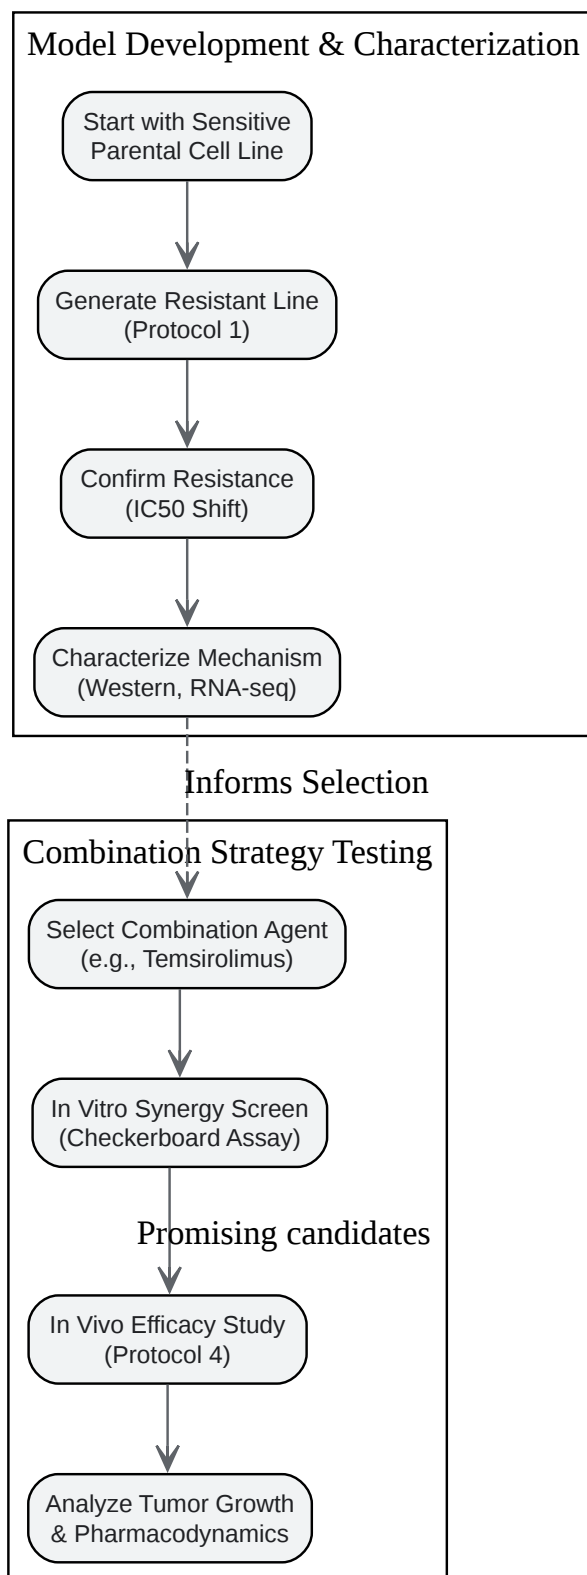 Model Development & Characterization
Start with Sensitive
Parental Cell Line
Generate Resistant Line
(Protocol 1)
Confirm Resistance
(IC50 Shift)
Characterize Mechanism
(Western, RNA-seq)
Informs Selection
Combination Strategy Testing
Select Combination Agent
(e.g., Temsirolimus)
In Vitro Synergy Screen
(Checkerboard Assay)
Promising candidates
In Vivo Efficacy Study
(Protocol 4)
Analyze Tumor Growth
& Pharmacodynamics